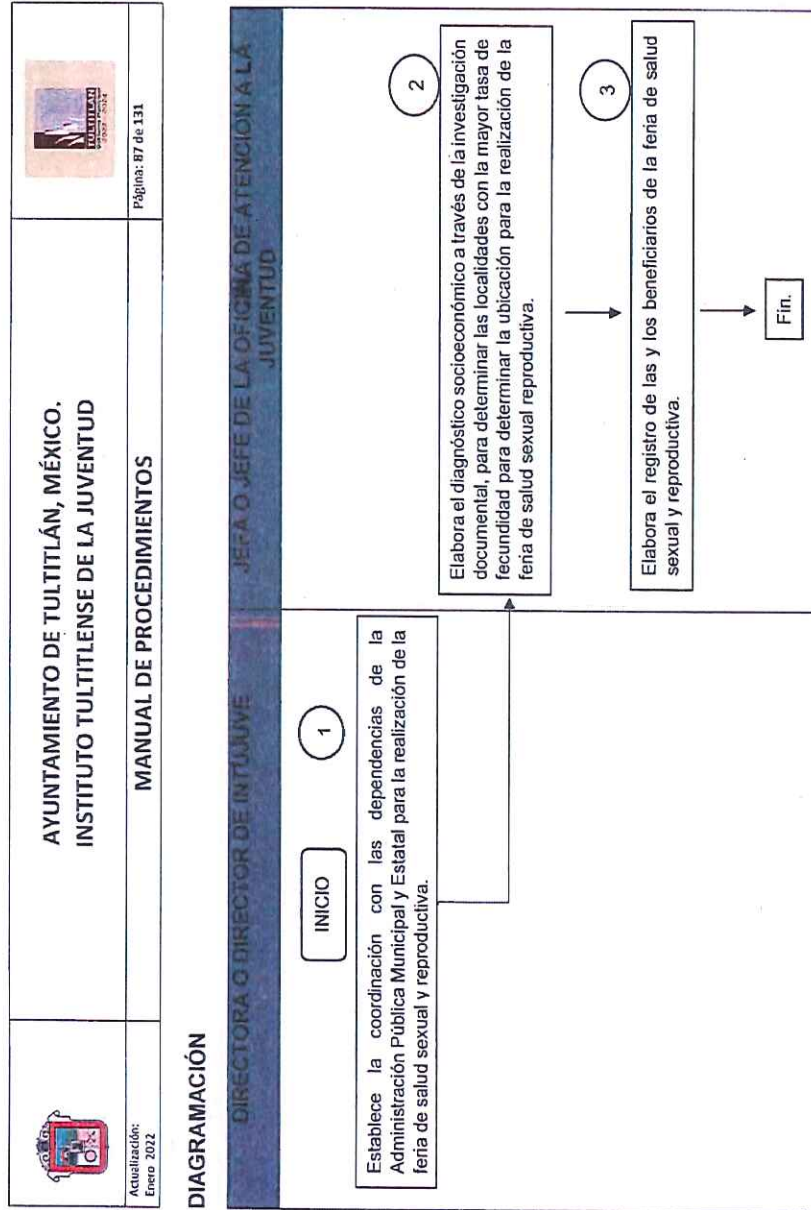 AYUNTAMIENTO DE TULTITLÁN, MÉXICO.
INSTITUTO TULTITLENSE DE LA JUVENTUD
TULTITLÁN
2022 - 2024
Actualización:
Enero 2022
MANUAL DE PROCEDIMIENTOS
Página: 87 de 131
DIAGRAMACIÓN
DIRECTORA O DIRECTOR DE INTUJUVE
JEFA O JEFE DE LA OFICINA DE ATENCIÓN A LA
JUVENTUD
INICIO
1
Establece la coordinación con las dependencias de la
Administración Pública Municipal y Estatal para la realización de la
feria de salud sexual y reproductiva.
2
Elabora el diagnóstico socioeconómico a través de la investigación
documental, para determinar las localidades con la mayor tasa de
fecundidad para determinar la ubicación para la realización de la
feria de salud sexual reproductiva.
3
Elabora el registro de las y los beneficiarios de la feria de salud
sexual y reproductiva.
Fin.